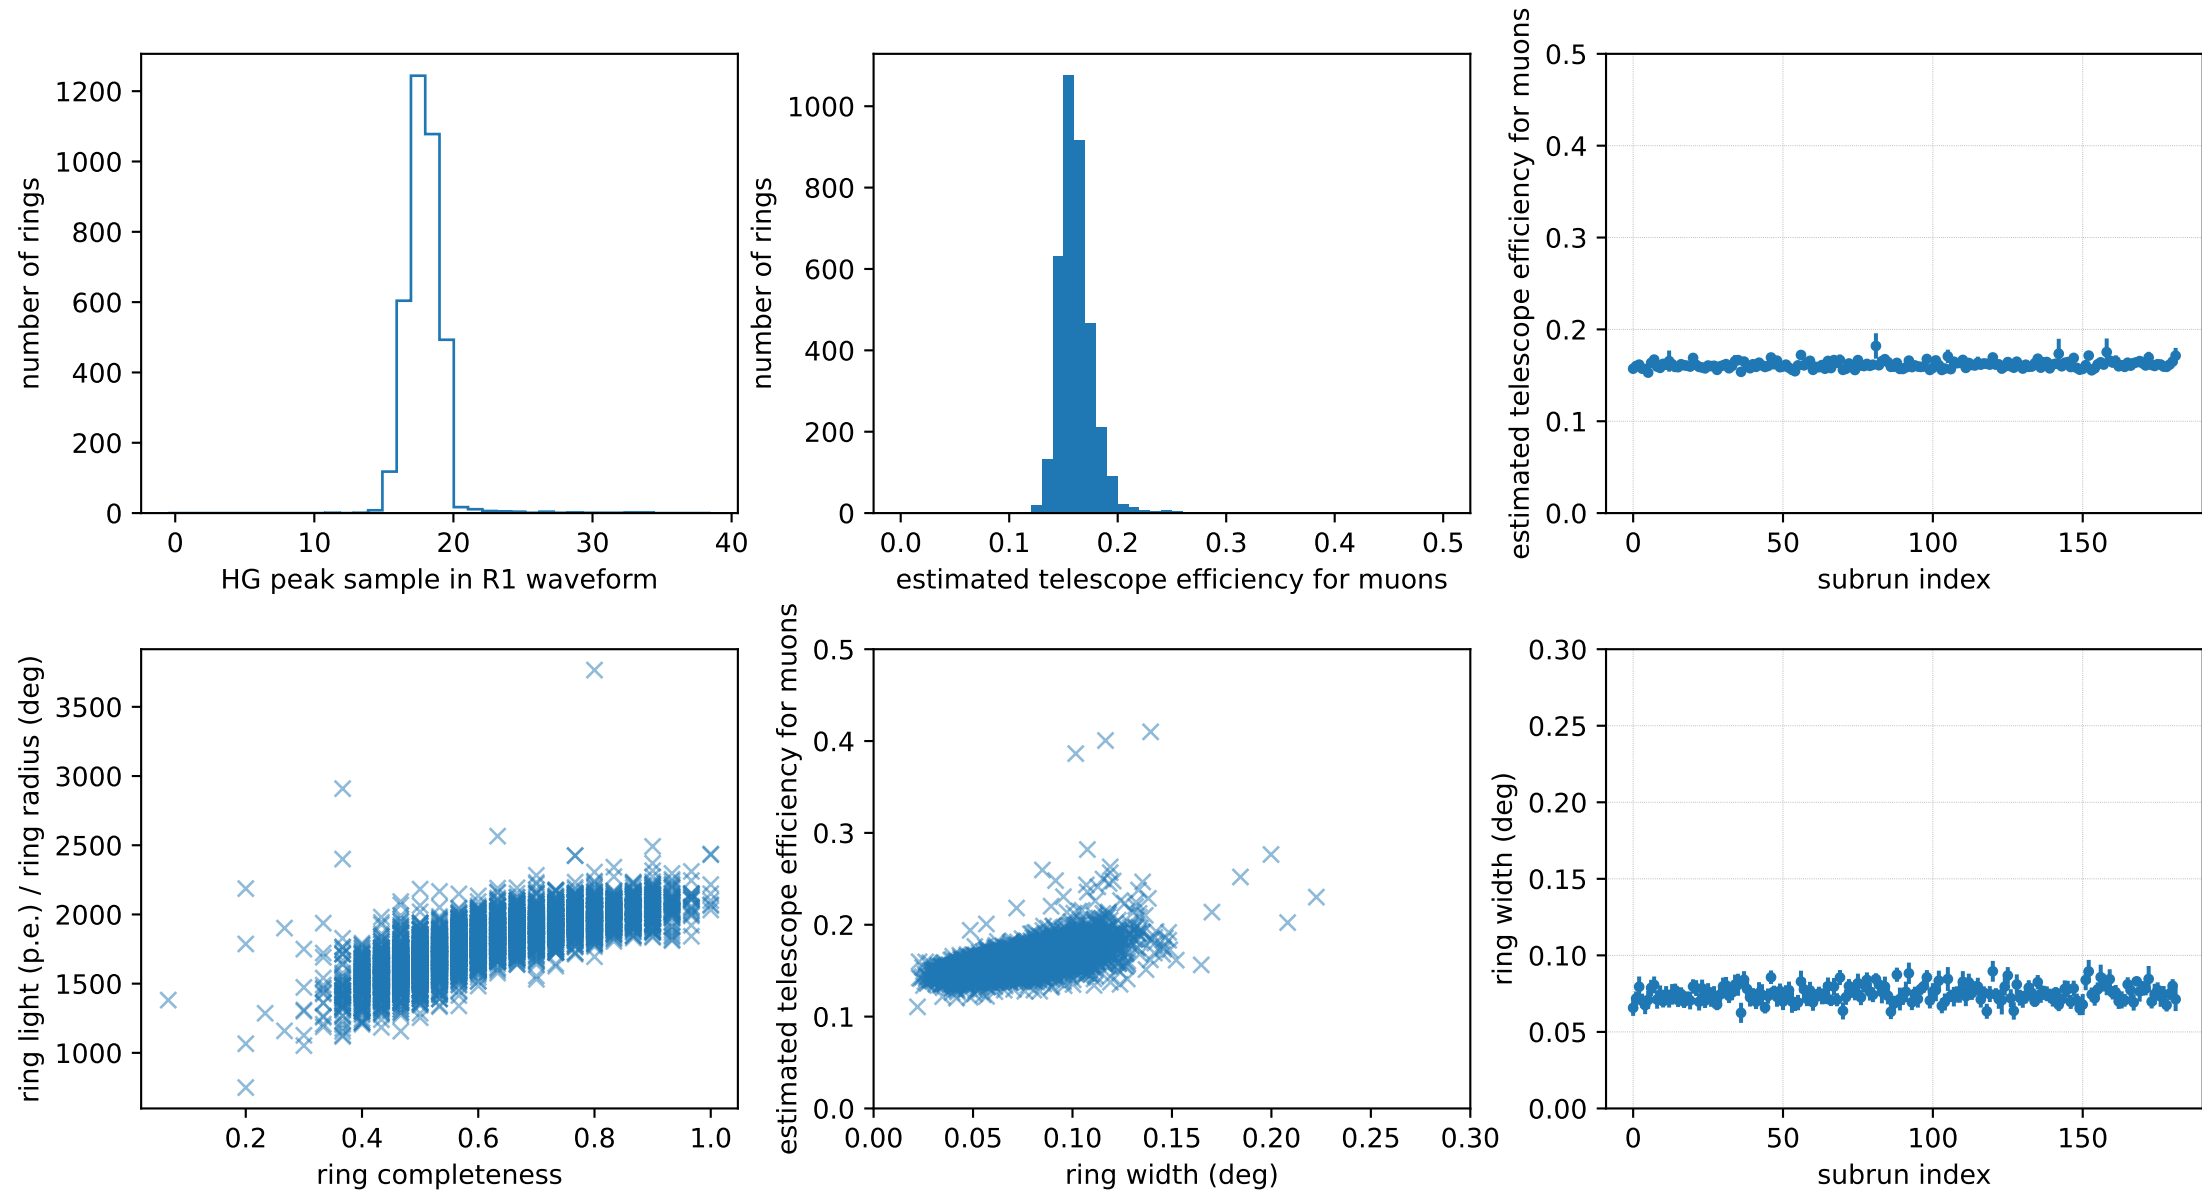 number of rings
1200
1000
800
600
400
200
0
0 10 20 30 40
HG peak sample in R1 waveform
number of rings
1000
800
600
400
200
0
0.0 0.1 0.2 0.3 0.4 0.5
estimated telescope efficiency for muons
estimated telescope efficiency for muons
0.5
0.4
0.3
0.2
0.1
0.0
0 50 100 150
subrun index
ring light (p.e.) / ring radius (deg)
3500
3000
2500
2000
1500
1000
0.2 0.4 0.6 0.8 1.0
ring completeness
estimated telescope efficiency for muons
0.5
0.4
0.3
0.2
0.1
0.0
0.00 0.05 0.10 0.15 0.20 0.25 0.30
ring width (deg)
ring width (deg)
0.30
0.25
0.20
0.15
0.10
0.05
0.00
0 50 100 150
subrun index